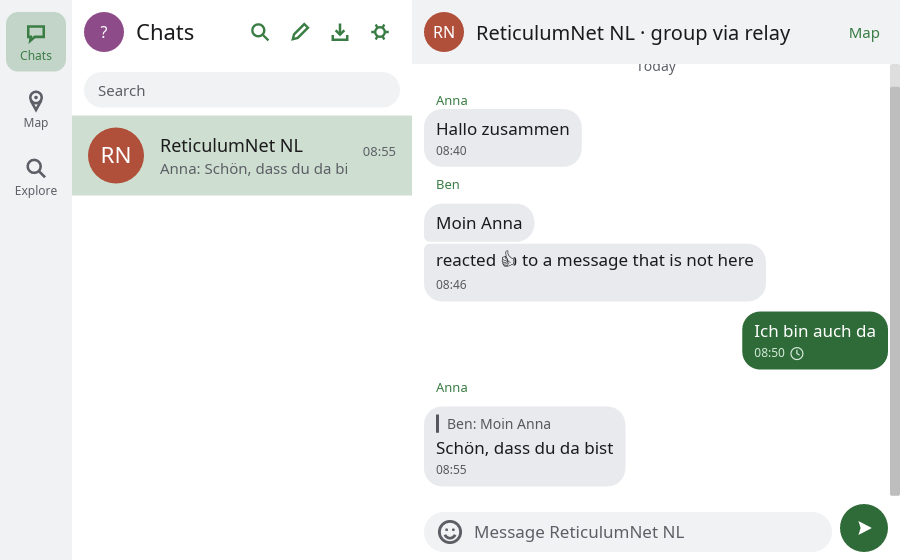 Chats
Map
Explore
?
Chats
Search
RN
ReticulumNet NL
08:55
Anna: Schön, dass du da bi
RN
ReticulumNet NL · group via relay
Map
Today
Anna
Hallo zusammen
08:40
Ben
Moin Anna
reacted 👍 to a message that is not here
08:46
Ich bin auch da
08:50
Anna
Ben: Moin Anna
Schön, dass du da bist
08:55
Message ReticulumNet NL